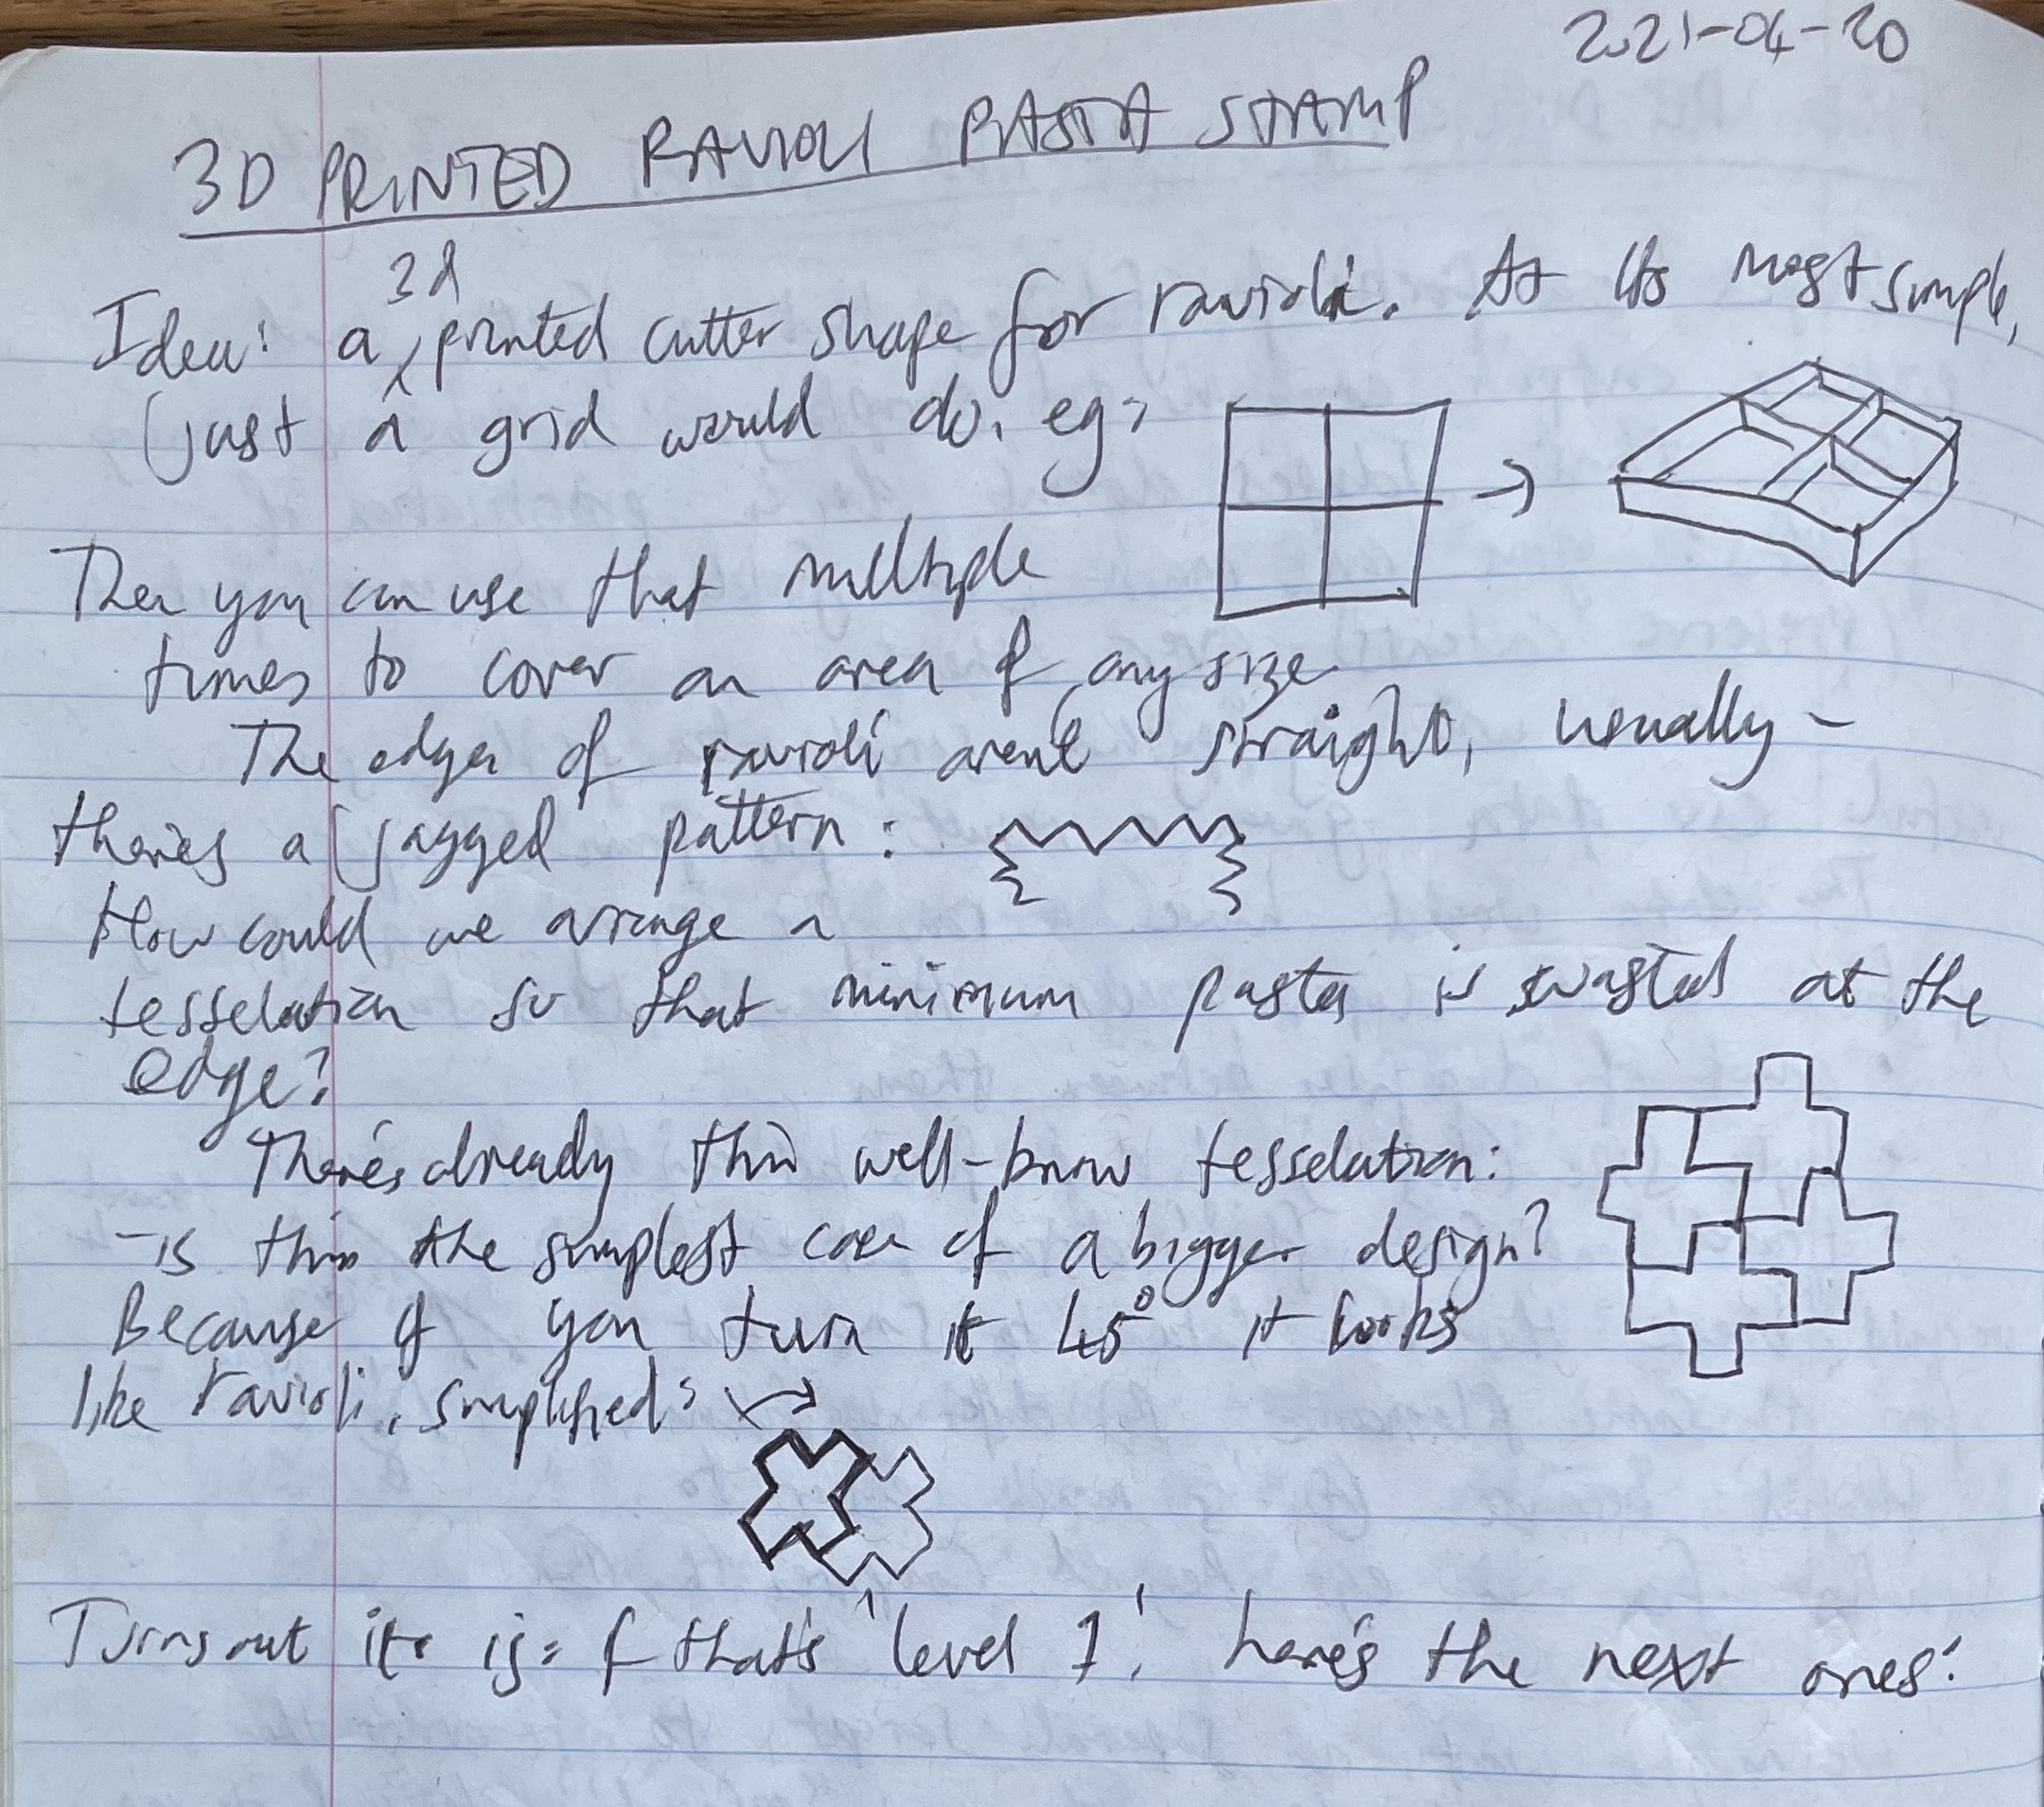 2021-04-20
3D PRINTED RAVIOLI PASTA STAMP
3d
Idea: a printed cutter shape for ravioli. At its most simple,
just a grid would do, eg:
Then you can use that multiple
times to cover an area of any size
The edges of ravioli arent straight, usually -
there's a jagged pattern:
How could we arrange a
tesselation so that minimum pasta is wasted at the
edge?
There's already this well-know tesselation:
- is this the simplest case of a bigger design?
Because if you turn it 45° it looks
like ravioli, simplified:
Turns out it is: if that's 'level 1', here's the next ones: